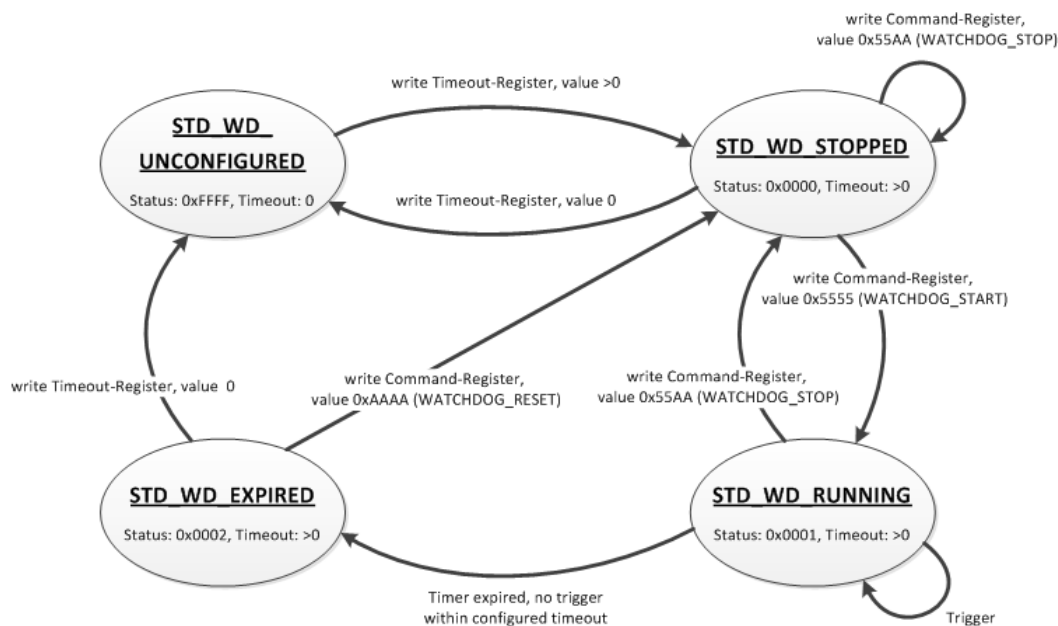 write Command-Register,
value 0x55AA (WATCHDOG_STOP)
write Timeout-Register, value >0
STD_WD_
UNCONFIGURED
Status: 0xFFFF, Timeout: 0
STD_WD_STOPPED
Status: 0x0000, Timeout: >0
write Timeout-Register, value 0
write Command-Register,
value 0x5555 (WATCHDOG_START)
write Timeout-Register, value 0
write Command-Register,
value 0xAAAA (WATCHDOG_RESET)
write Command-Register,
value 0x55AA (WATCHDOG_STOP)
STD_WD_EXPIRED
Status: 0x0002, Timeout: >0
STD_WD_RUNNING
Status: 0x0001, Timeout: >0
Timer expired, no trigger
within configured timeout
Trigger